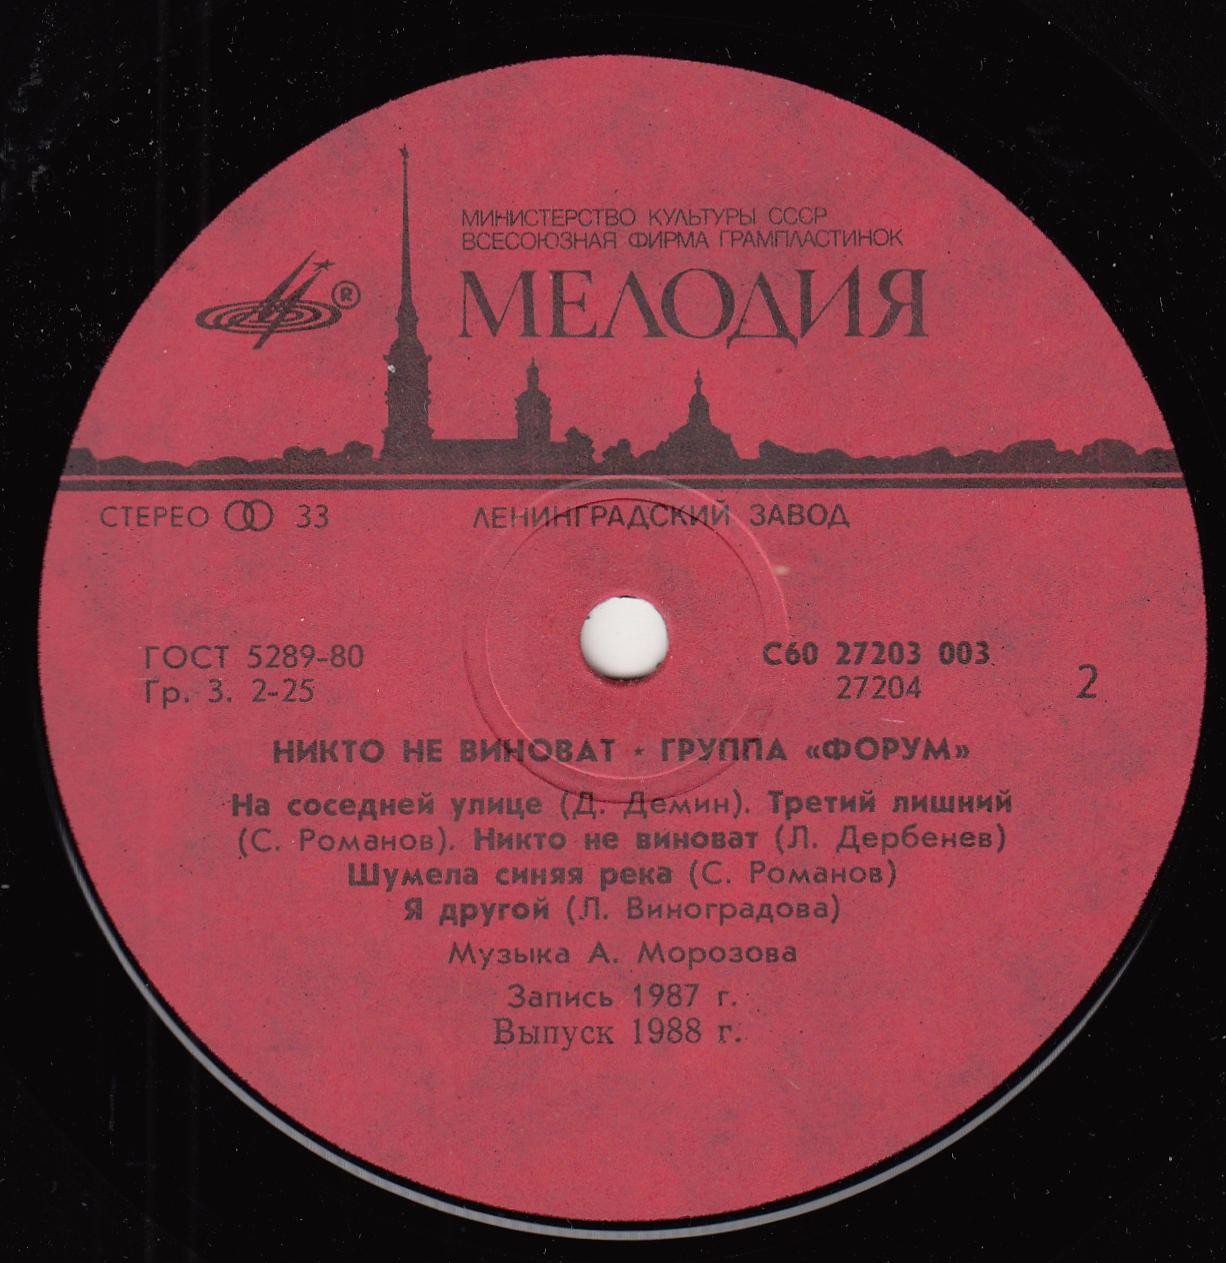 МИНИСТЕРСТВО КУЛЬТУРЫ СССР
ВСЕСОЮЗНАЯ ФИРМА ГРАМПЛАСТИНОК
МЕЛОДИЯ
®
СТЕРЕО 33
ЛЕНИНГРАДСКИЙ ЗАВОД
ГОСТ 5289-80
Гр. 3. 2-25
С60 27203 003
27204
2
НИКТО НЕ ВИНОВАТ ⋆ ГРУППА «ФОРУМ»
На соседней улице (Д. Демин). Третий лишний
(С. Романов). Никто не виноват (Л. Дербенев)
Шумела синяя река (С. Романов)
Я другой (Л. Виноградова)
Музыка А. Морозова
Запись 1987 г.
Выпуск 1988 г.